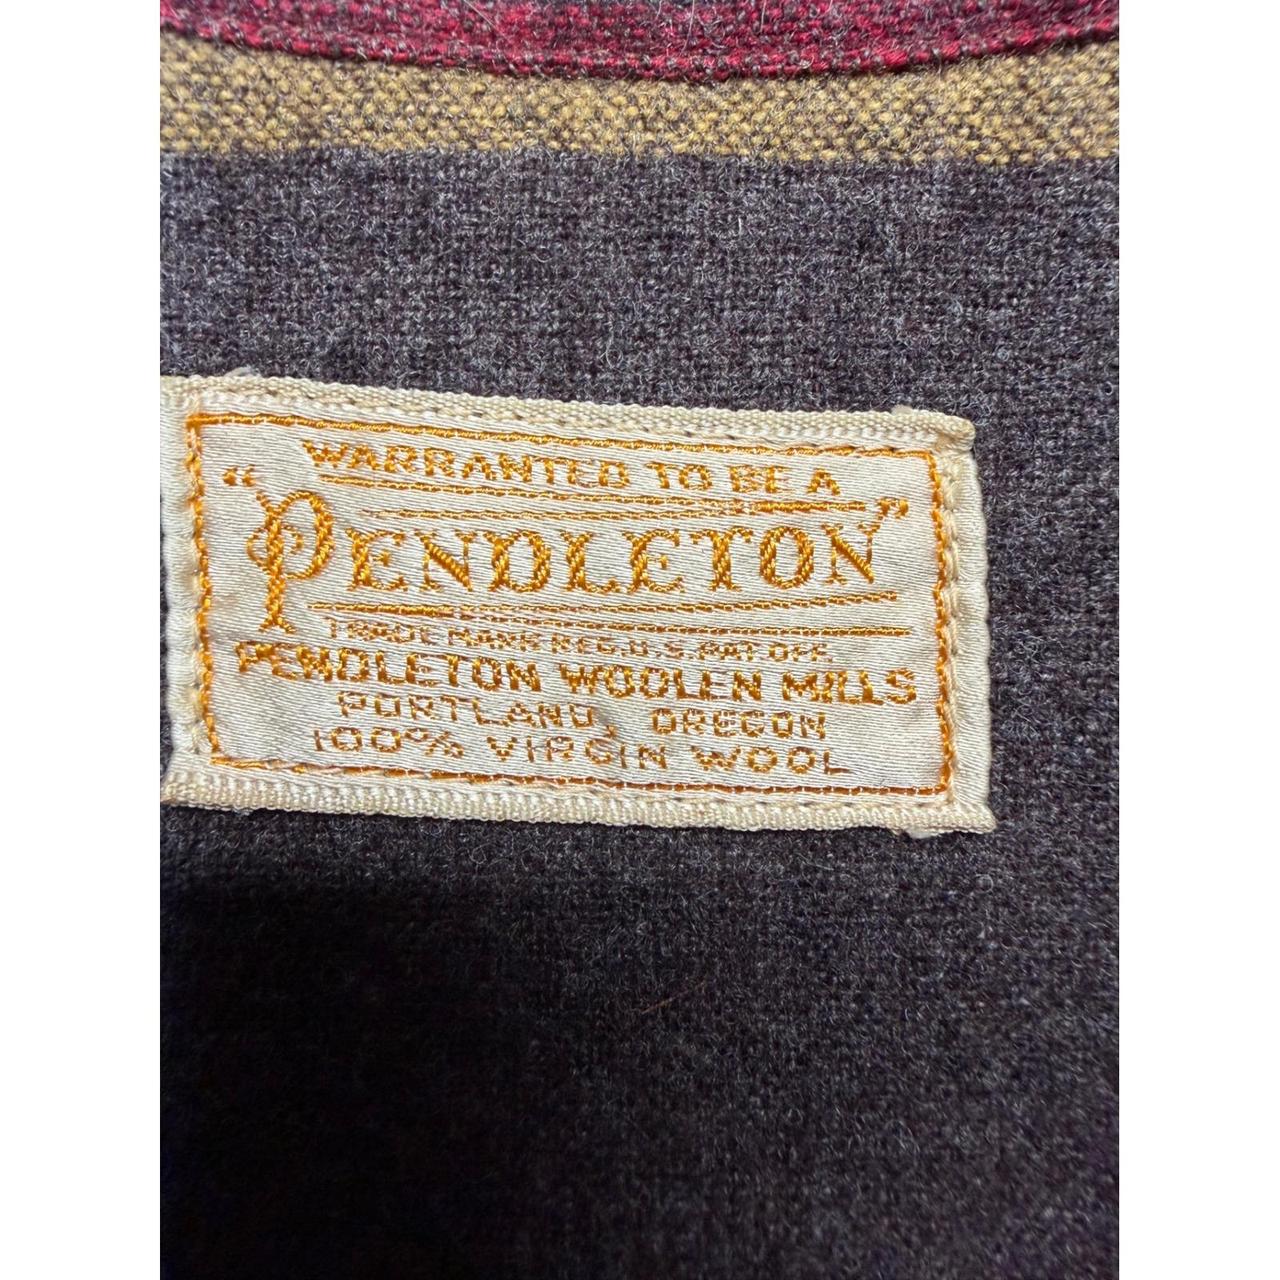 WARRANTED TO BE A
"PENDLETON"
TRADE MARK REG. U.S. PAT. OFF.
PENDLETON WOOLEN MILLS
PORTLAND, OREGON
100% VIRGIN WOOL